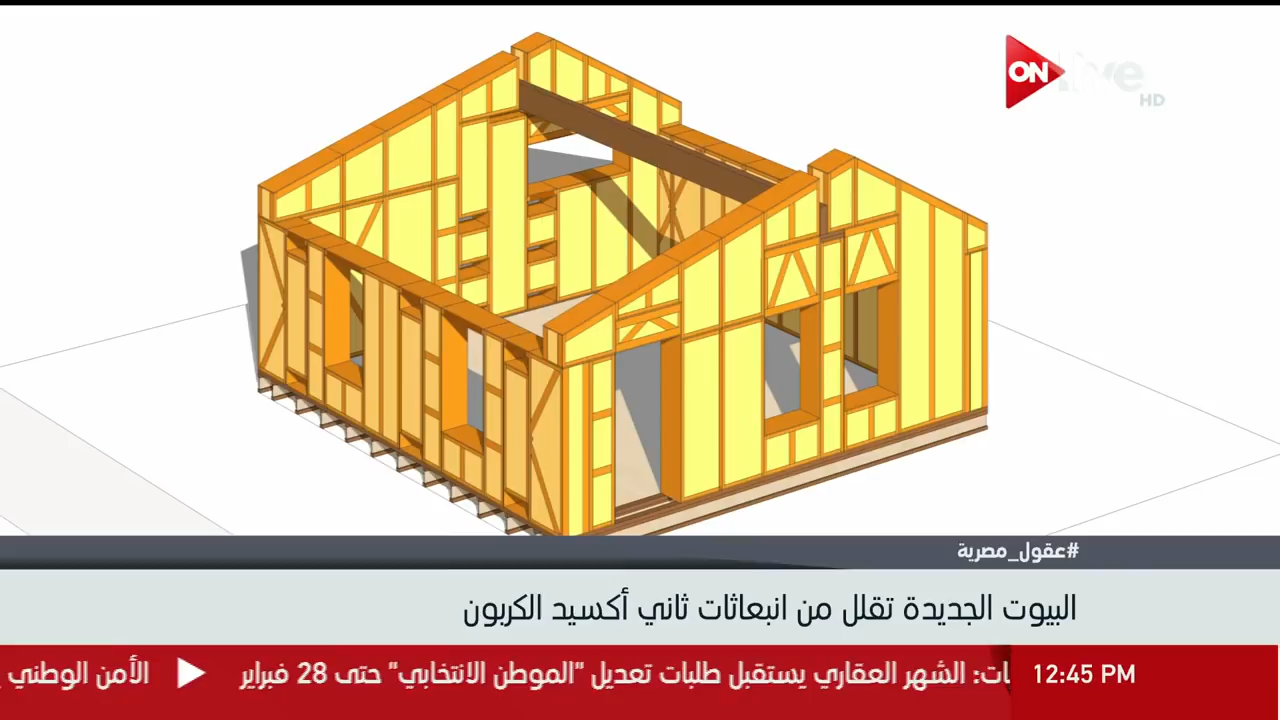 ON live
HD
#عقول_مصرية
البيوت الجديدة تقلل من انبعاثات ثاني أكسيد الكربون
ات: الشهر العقاري يستقبل طلبات تعديل "الموطن الانتخابي" حتى 28 فبراير ◀ الأمن الوطني
12:45 PM